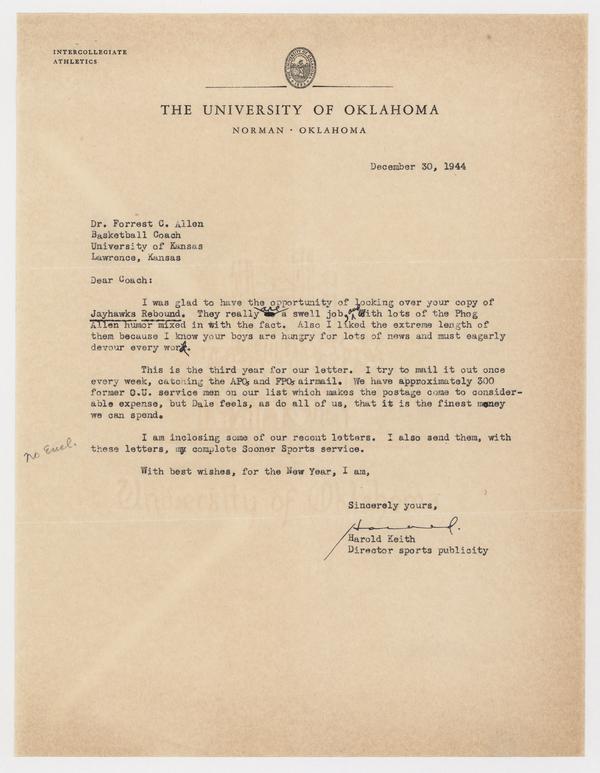 INTERCOLLEGIATE
ATHLETICS
THE UNIVERSITY OF OKLAHOMA
NORMAN · OKLAHOMA
December 30, 1944
Dr. Forrest C. Allen
Basketball Coach
University of Kansas
Lawrence, Kansas
Dear Coach:
I was glad to have the opportunity of looking over your copy of
Jayhawks Rebound. They really are a swell job, and with lots of the Phog
Allen humor mixed in with the fact. Also I liked the extreme length of
them because I know your boys are hungry for lots of news and must eagarly
devour every word.
This is the third year for our letter. I try to mail it out once
every week, catching the APOs and FPOs airmail. We have approximately 300
former O.U. service men on our list which makes the postage come to consider-
able expense, but Dale feels, as do all of us, that it is the finest money
we can spend.
I am inclosing some of our recent letters. I also send them, with
these letters, my complete Sooner Sports service.
no Encl.
With best wishes, for the New Year, I am,
Sincerely yours,
Howard.
Harold Keith
Director sports publicity